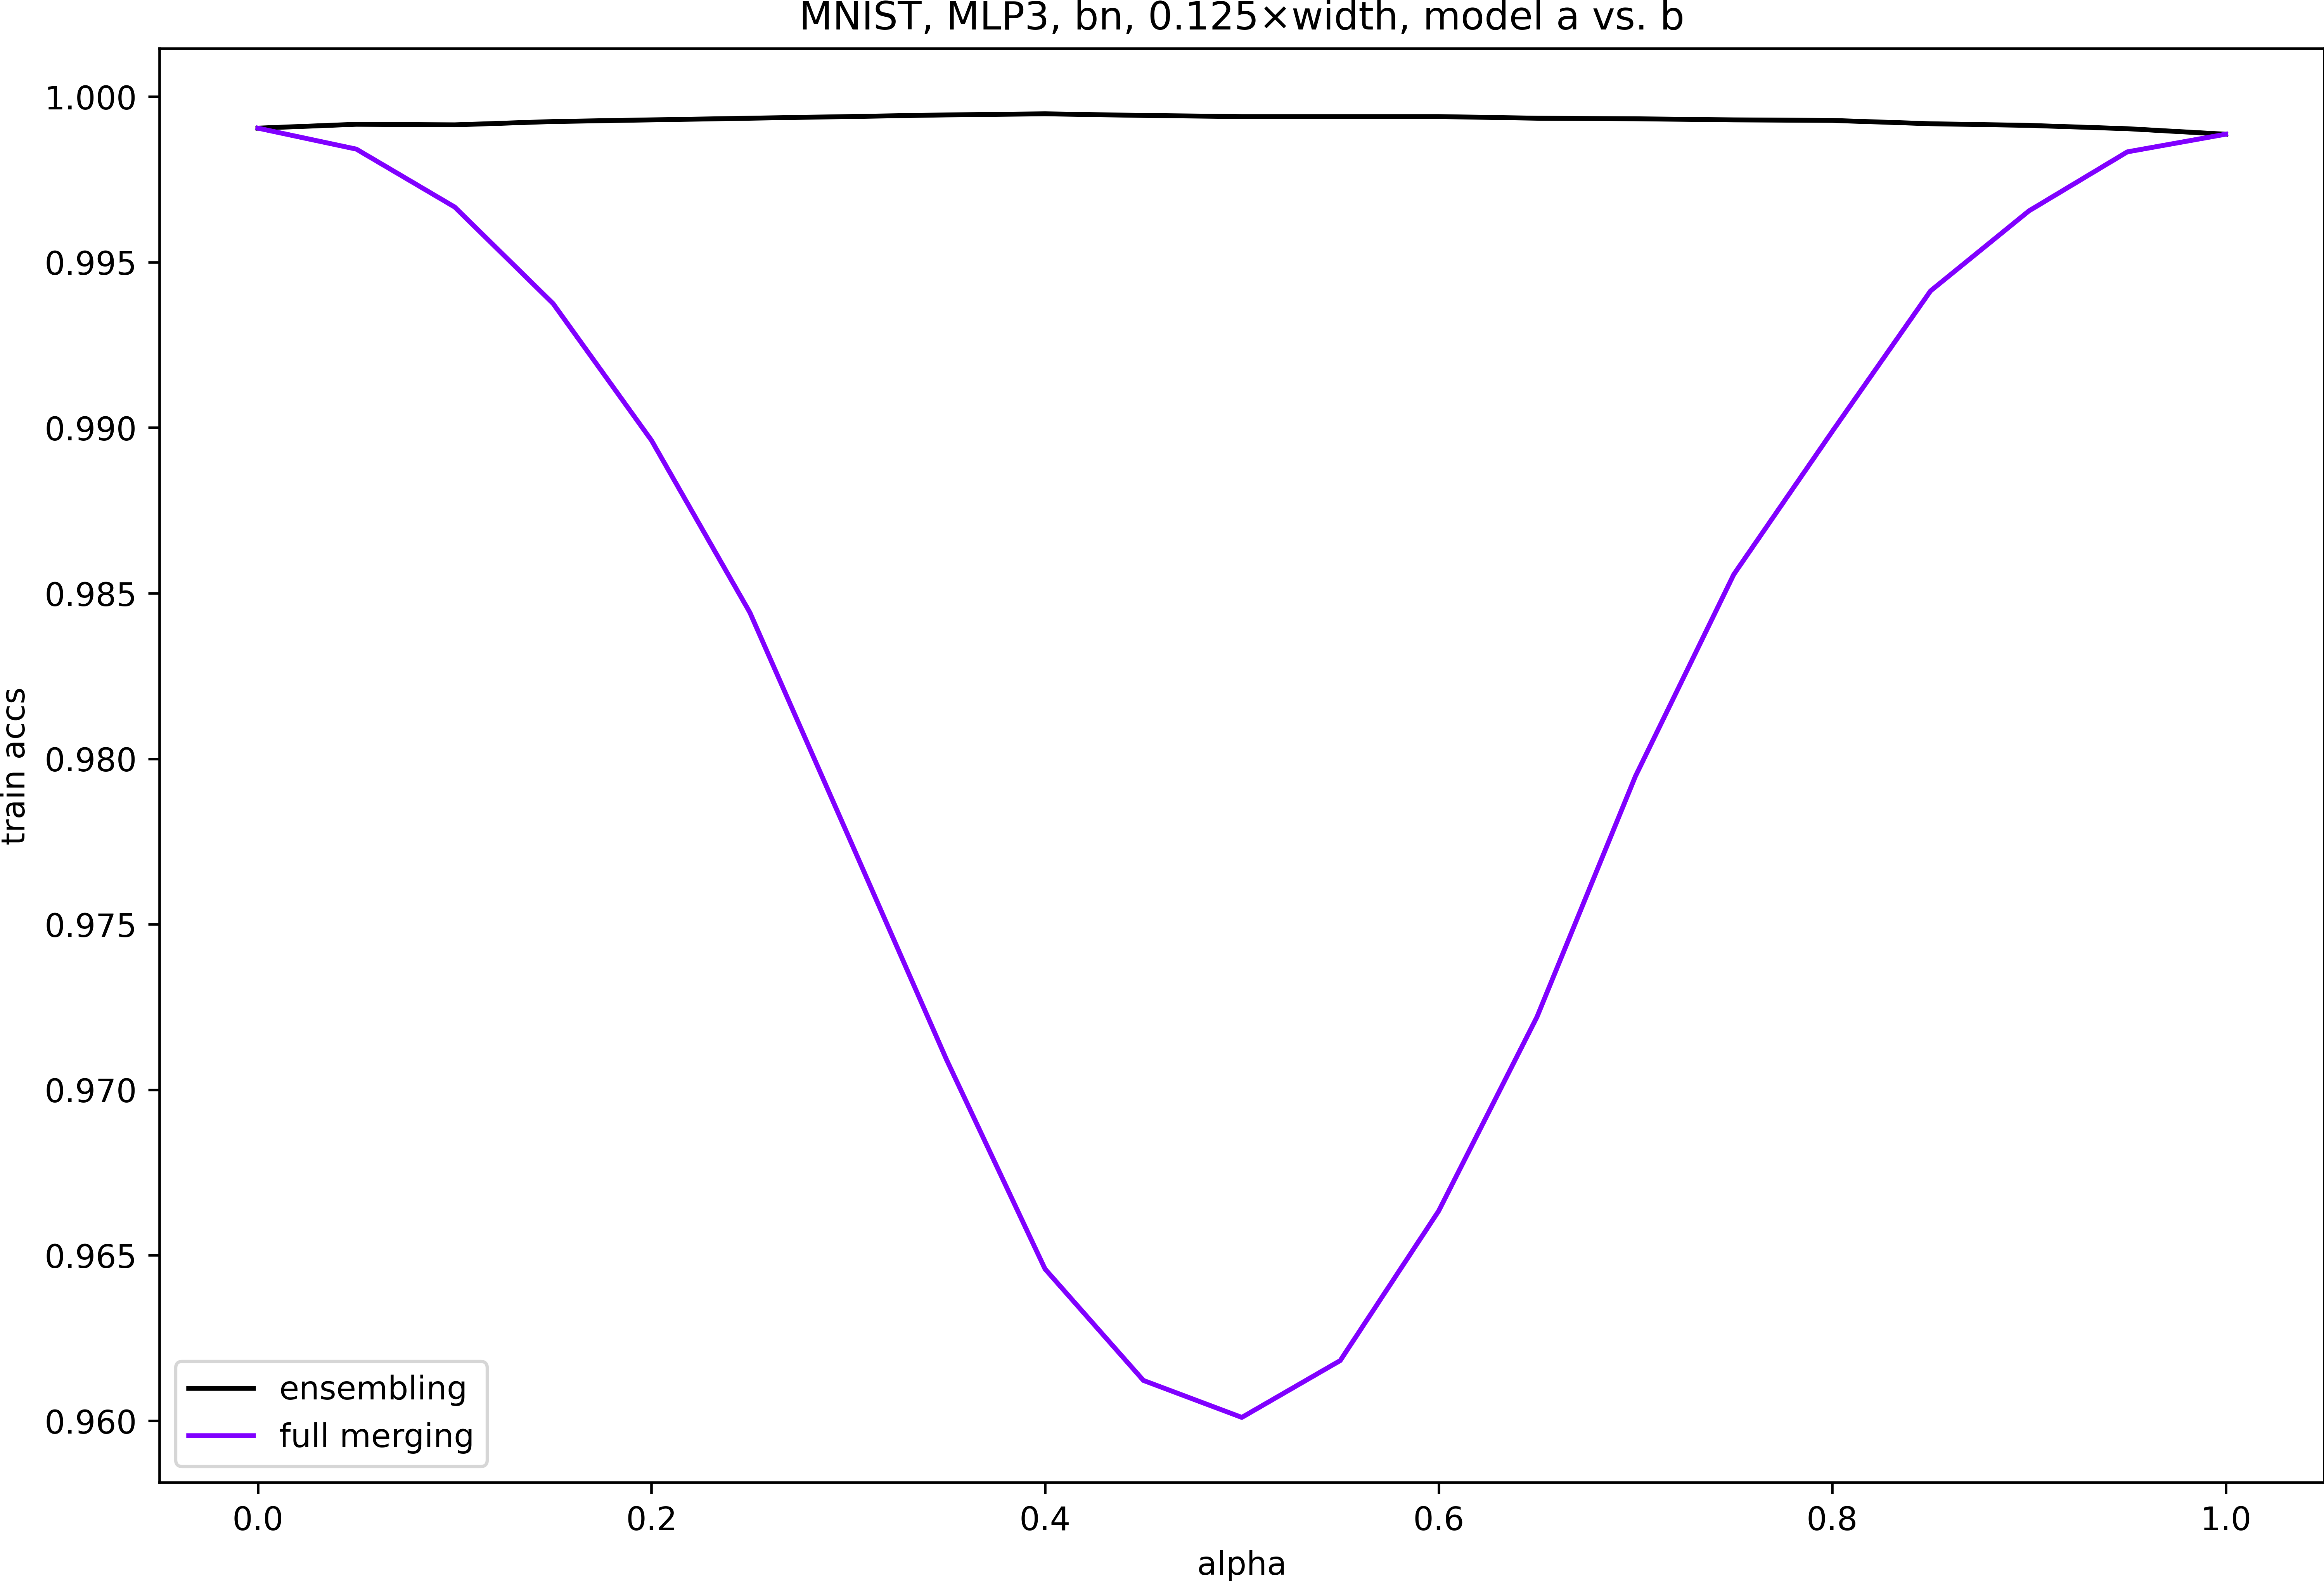 MNIST, MLP3, bn, 0.125×width, model a vs. b
1.000
0.995
0.990
0.985
0.980
0.975
0.970
0.965
0.960
train accs
ensembling
full merging
0.0 0.2 0.4 0.6 0.8 1.0
alpha